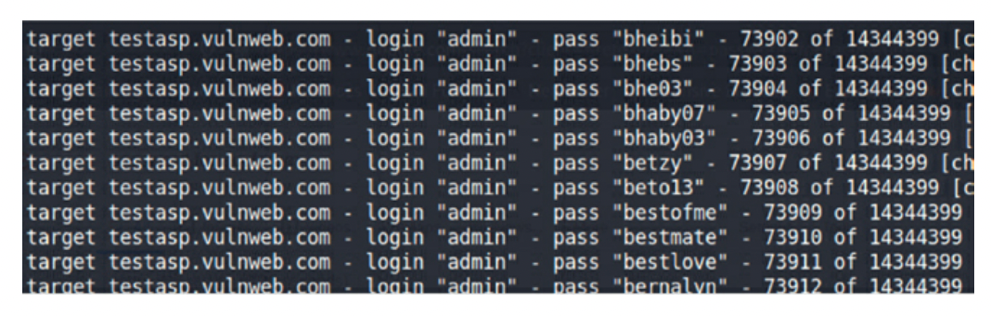 target testasp.vulnweb.com - login "admin" - pass "bheibi" - 73902 of 14344399 [c
target testasp.vulnweb.com - login "admin" - pass "bhebs" - 73903 of 14344399 [ch
target testasp.vulnweb.com - login "admin" - pass "bhe03" - 73904 of 14344399 [ch
target testasp.vulnweb.com - login "admin" - pass "bhaby07" - 73905 of 14344399 [
target testasp.vulnweb.com - login "admin" - pass "bhaby03" - 73906 of 14344399 [
target testasp.vulnweb.com - login "admin" - pass "betzy" - 73907 of 14344399 [ch
target testasp.vulnweb.com - login "admin" - pass "beto13" - 73908 of 14344399 [c
target testasp.vulnweb.com - login "admin" - pass "bestofme" - 73909 of 14344399
target testasp.vulnweb.com - login "admin" - pass "bestmate" - 73910 of 14344399
target testasp.vulnweb.com - login "admin" - pass "bestlove" - 73911 of 14344399
target testasp.vulnweb.com - login "admin" - pass "bernalyn" - 73912 of 14344399